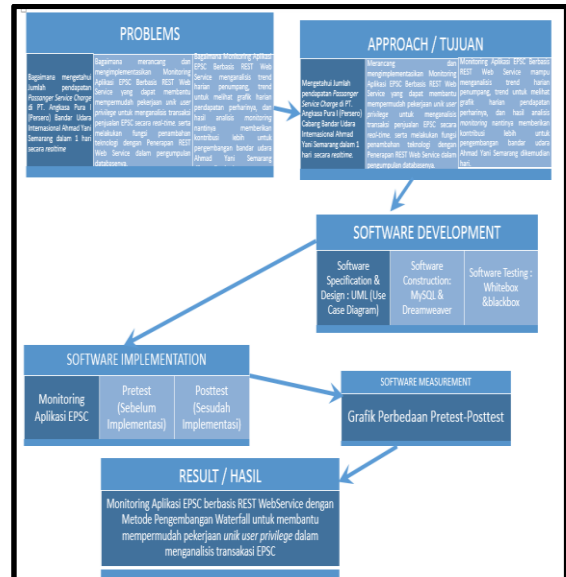 PROBLEMS
Bagaimana mengetahui
Jumlah pendapatan
Passanger Service Charge
di PT. Angkasa Pura I
(Persero) Bandar Udara
Internasional Ahmad Yani
Semarang dalam 1 hari
secara realtime.
Bagaimana merancang dan
mengimplementasikan Monitoring
Aplikasi EPSC Berbasis REST Web
Service yang dapat membantu
mempermudah pekerjaan unik user
privilege untuk menganalisis transaksi
penjualan EPSC secara real-time. serta
melakukan fungsi penambahan
teknologi dengan Penerapan REST
Web Service dalam pengumpulan
databasenya.
Bagaimana Monitoring Aplikasi
EPSC Berbasis REST Web
Service menganalisis trend
harian penumpang, trend
untuk melihat grafik harian
pendapatan perharinya, dan
hasil analisis monitoring
nantinya memberikan
kontribusi lebih untuk
pengembangan bandar udara
Ahmad Yani Semarang
APPROACH / TUJUAN
Mengetahui Jumlah
pendapatan Pasanger
Service Charge di PT.
Angkasa Pura I (Persero)
Cabang Bandar Udara
Internasional Ahmad
Yani Semarang dalam 1
hari secara realtime.
Merancang dan
mengimplementasikan Monitoring
Aplikasi EPSC Berbasis REST Web
Service yang dapat membantu
mempermudah pekerjaan unik user
privilege untuk menganalisis
transaksi penjualan EPSC secara
real-time. serta melakukan fungsi
penambahan teknologi dengan
Penerapan REST Web Service dalam
pengumpulan databasenya.
Monitoring Aplikasi EPSC Berbasis
REST Web Service mampu
menganalisis trend harian
penumpang, trend untuk melihat
grafik harian pendapatan
perharinya, dan hasil analisis
monitoring nantinya memberikan
kontribusi lebih untuk
pengembangan bandar udara
Ahmad Yani Semarang dikemudian
hari.
SOFTWARE DEVELOPMENT
Software
Specification &
Design : UML (Use
Case Diagram)
Software
Construction:
MySQL &
Dreamweaver
Software Testing :
Whitebox
&blackbox
SOFTWARE IMPLEMENTATION
Monitoring
Aplikasi EPSC
Pretest
(Sebelum
Implementasi)
Posttest
(Sesudah
Implementasi)
SOFTWARE MEASUREMENT
Grafik Perbedaan Pretest-Posttest
RESULT / HASIL
Monitoring Aplikasi EPSC berbasis REST WebService dengan
Metode Pengembangan Waterfall untuk membantu
mempermudah pekerjaan unik user privilege dalam
menganalisis transakasi EPSC